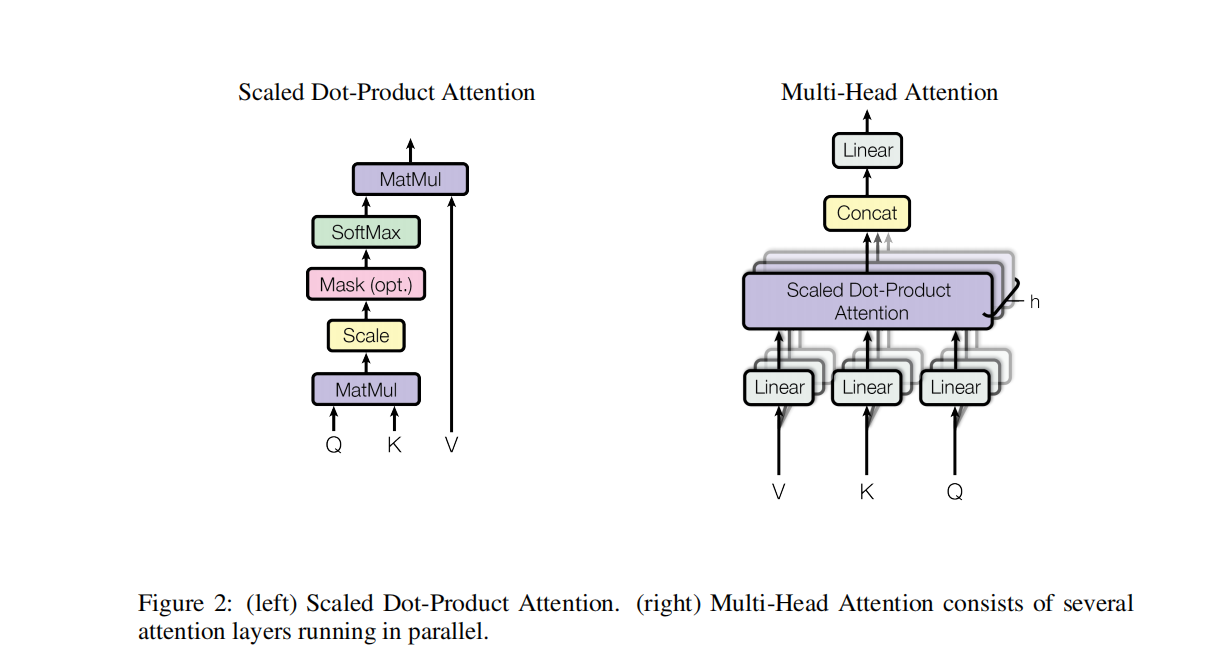 Scaled Dot-Product Attention
MatMul
SoftMax
Mask (opt.)
Scale
MatMul
Q K V
Multi-Head Attention
Linear
Concat
Scaled Dot-Product
Attention
h
Linear Linear Linear
V K Q
Figure 2: (left) Scaled Dot-Product Attention. (right) Multi-Head Attention consists of several
attention layers running in parallel.